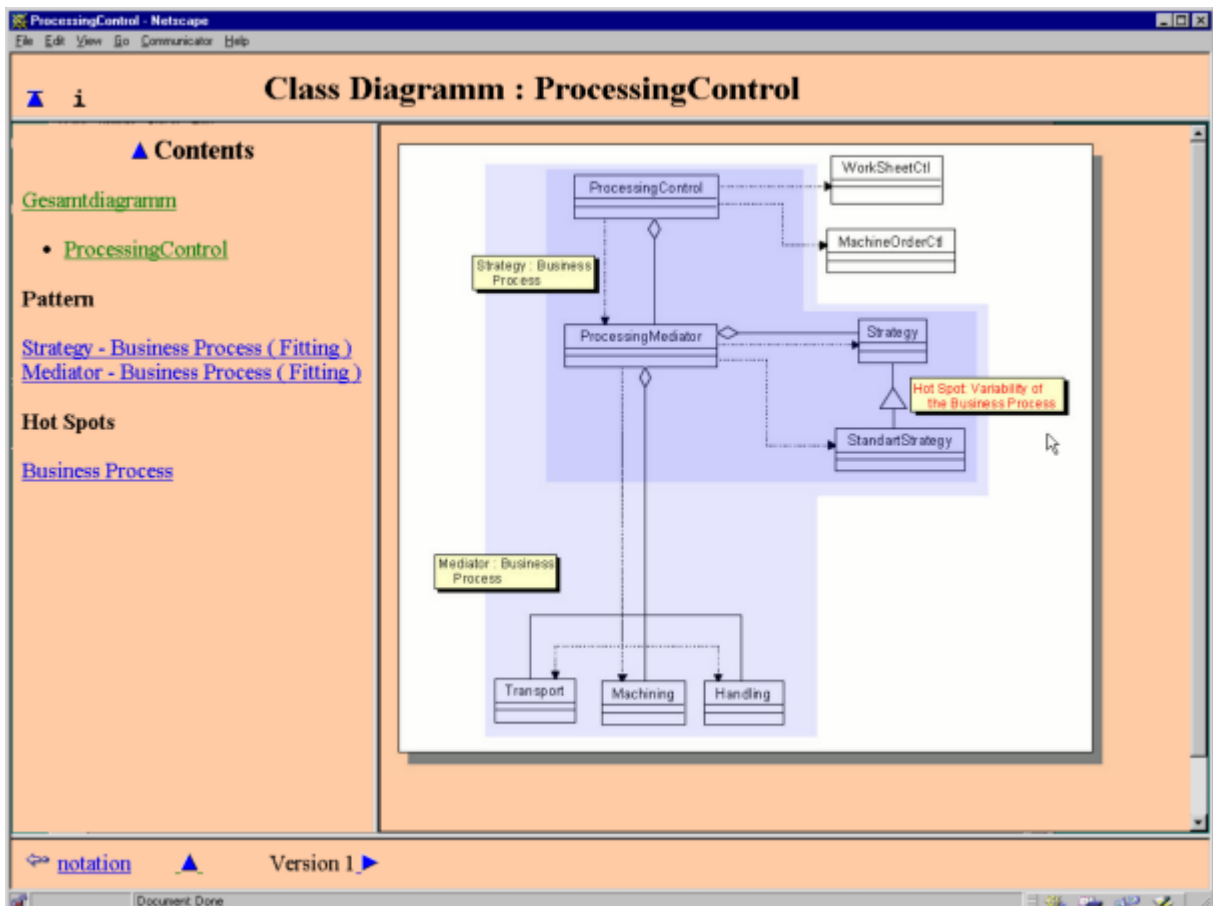 ProcessingControl - Netscape
File Edit View Go Communicator Help
i
Class Diagramm : ProcessingControl
Contents
Gesamtdiagramm
• ProcessingControl
Pattern
Strategy - Business Process ( Fitting )
Mediator - Business Process ( Fitting )
Hot Spots
Business Process
ProcessingControl
WorkSheetCtl
MachineOrderCtl
Strategy : Business
Process
ProcessingMediator
Strategy
Hot Spot: Variability of
the Business Process
StandartStrategy
Mediator : Business
Process
Transport
Machining
Handling
notation
Version 1
Document: Done